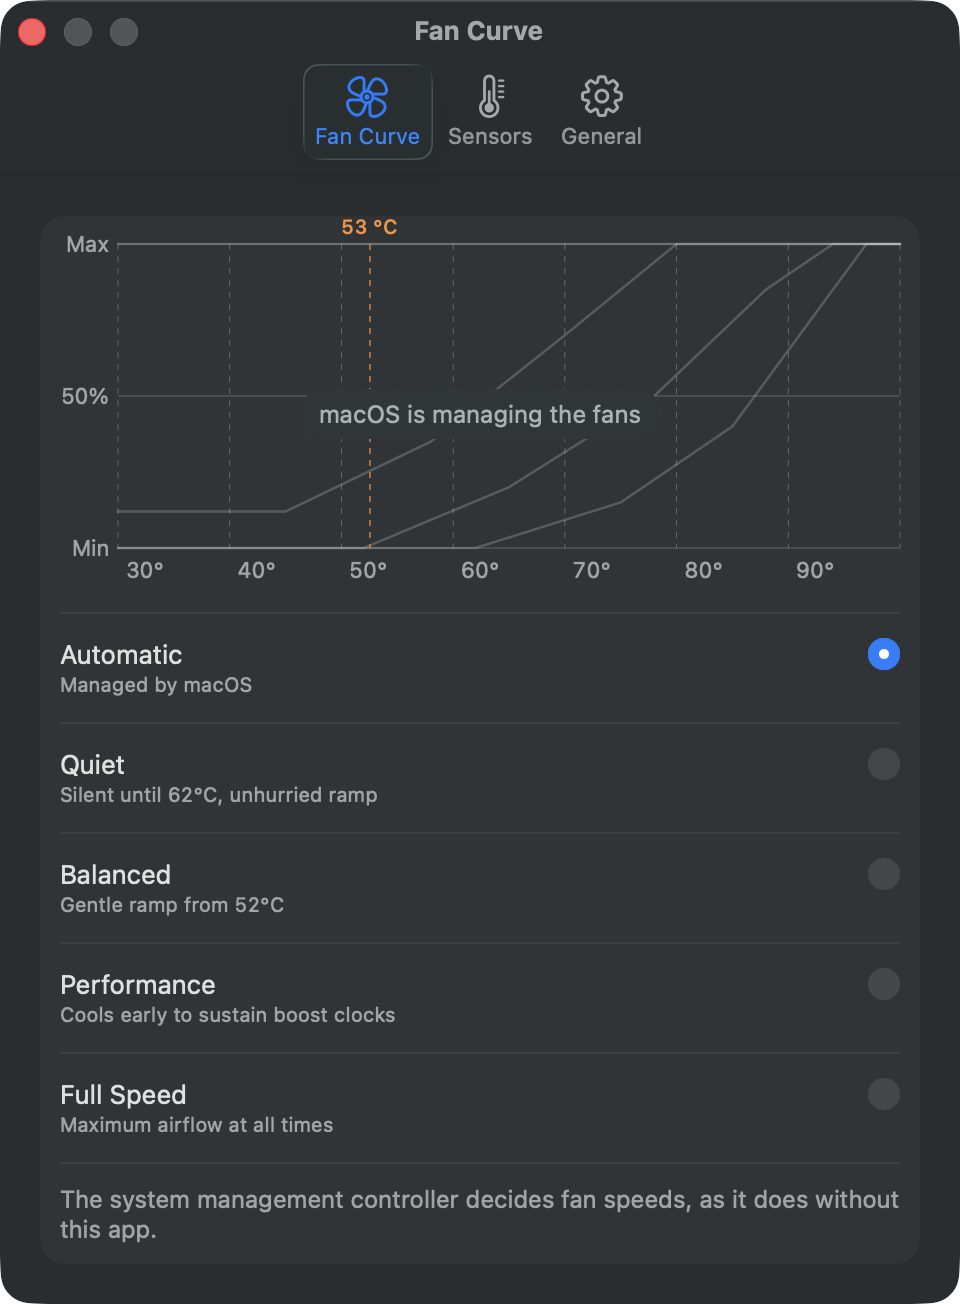 Fan Curve
Fan Curve
Sensors
General
53 °C
Max
50%
macOS is managing the fans
Min
30°
40°
50°
60°
70°
80°
90°
Automatic
Managed by macOS
Quiet
Silent until 62°C, unhurried ramp
Balanced
Gentle ramp from 52°C
Performance
Cools early to sustain boost clocks
Full Speed
Maximum airflow at all times
The system management controller decides fan speeds, as it does without
this app.